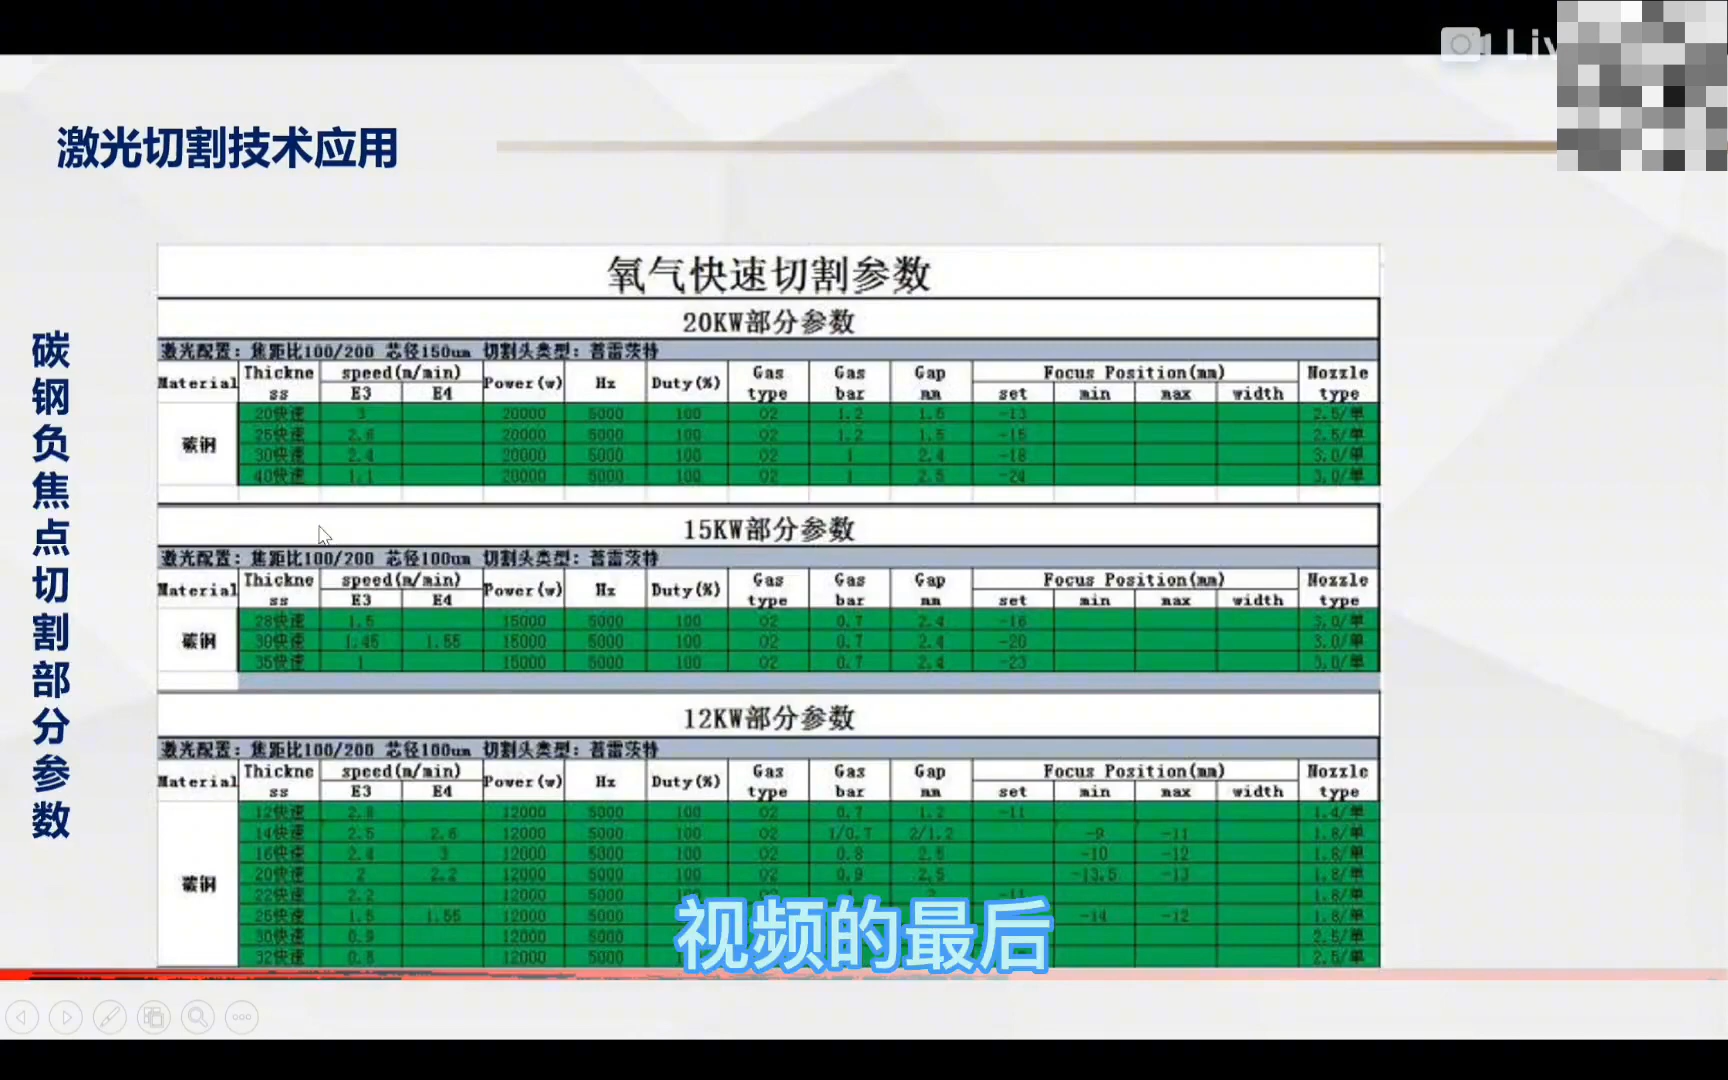 Liv
激光切割技术应用
碳钢负焦点切割部分参数
氧气快速切割参数
20KW部分参数
激光配置：焦距比100/200 芯径150um 切割头类型：普雷茨特
Material Thickness speed(m/min) Power(w) Hz Duty(%) Gas type Gas bar Gap mm Focus Position(mm) Nozzle type
E3 E4 set min max width
碳钢
20快速 3 20000 5000 100 O2 1.2 1.5 -13 2.5/单
25快速 2.6 20000 5000 100 O2 1.2 1.5 -15 2.5/单
30快速 2.4 20000 5000 100 O2 1 2.4 -18 3.0/单
40快速 1.1 20000 5000 100 O2 1 2.5 -24 3.0/单
15KW部分参数
激光配置：焦距比100/200 芯径100um 切割头类型：普雷茨特
Material Thickness speed(m/min) Power(w) Hz Duty(%) Gas type Gas bar Gap mm Focus Position(mm) Nozzle type
E3 E4 set min max width
碳钢
28快速 1.5 15000 5000 100 O2 0.7 2.4 -16 3.0/单
30快速 1.45 1.55 15000 5000 100 O2 0.7 2.4 -20 3.0/单
35快速 1 15000 5000 100 O2 0.7 2.4 -23 3.0/单
12KW部分参数
激光配置：焦距比100/200 芯径100um 切割头类型：普雷茨特
Material Thickness speed(m/min) Power(w) Hz Duty(%) Gas type Gas bar Gap mm Focus Position(mm) Nozzle type
E3 E4 set min max width
碳钢
12快速 2.8 12000 5000 100 O2 0.7 1.2 -11 1.4/单
14快速 2.5 2.6 12000 5000 100 O2 1/0.7 2/1.2 -9 -11 1.8/单
16快速 2.4 3 12000 5000 100 O2 0.8 2.5 -10 -12 1.8/单
20快速 2 2.2 12000 5000 100 O2 0.9 2.5 -13.5 -13 1.8/单
22快速 2.2 12000 5000 -11 1.8/单
25快速 1.5 1.55 12000 5000 -14 -12 1.8/单
30快速 0.9 12000 5000 2.5/单
32快速 0.8 12000 5000 2.5/单
视频的最后